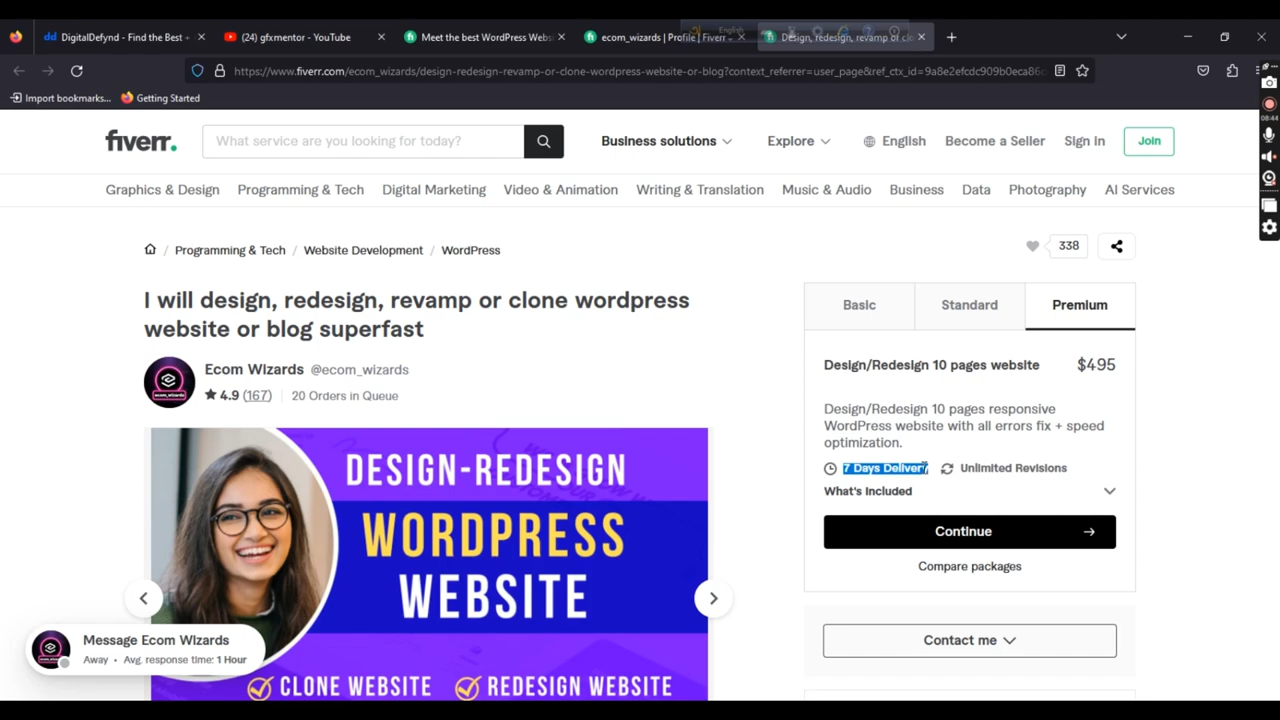 DigitalDefynd - Find the Best +
(24) gfxmentor - YouTube
Meet the best WordPress Webs
ecom_wizards | Profile | Fiverr
Design, redesign, revamp or clo
English
https://www.fiverr.com/ecom_wizards/design-redesign-revamp-or-clone-wordpress-website-or-blog?context_referrer=user_page&ref_ctx_id=9a8e2efcdc909b0eca86
Import bookmarks...
Getting Started
08:44
fiverr.
What service are you looking for today?
Business solutions
Explore
English
Become a Seller
Sign In
Join
Graphics & Design
Programming & Tech
Digital Marketing
Video & Animation
Writing & Translation
Music & Audio
Business
Data
Photography
AI Services
/ Programming & Tech / Website Development / WordPress
338
I will design, redesign, revamp or clone wordpress
website or blog superfast
Ecom Wizards @ecom_wizards
4.9 (167) 20 Orders in Queue
DESIGN-REDESIGN
WORDPRESS
WEBSITE
CLONE WEBSITE
REDESIGN WEBSITE
ecom_wizards
Message Ecom Wizards
Away • Avg. response time: 1 Hour
Basic
Standard
Premium
Design/Redesign 10 pages website
$495
Design/Redesign 10 pages responsive
WordPress website with all errors fix + speed
optimization.
7 Days Delivery
Unlimited Revisions
What's Included
Continue
Compare packages
Contact me